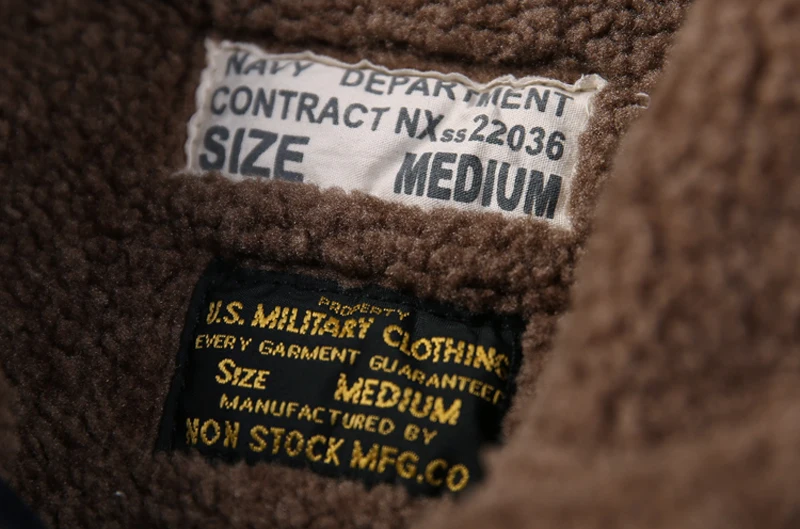 NAVY DEPARTMENT
CONTRACT NXss22036
SIZE MEDIUM
PROPERTY
U.S. MILITARY CLOTHING
EVERY GARMENT GUARANTEEF
SIZE MEDIUM
MANUFACTURED BY
NON STOCK MFG.CO